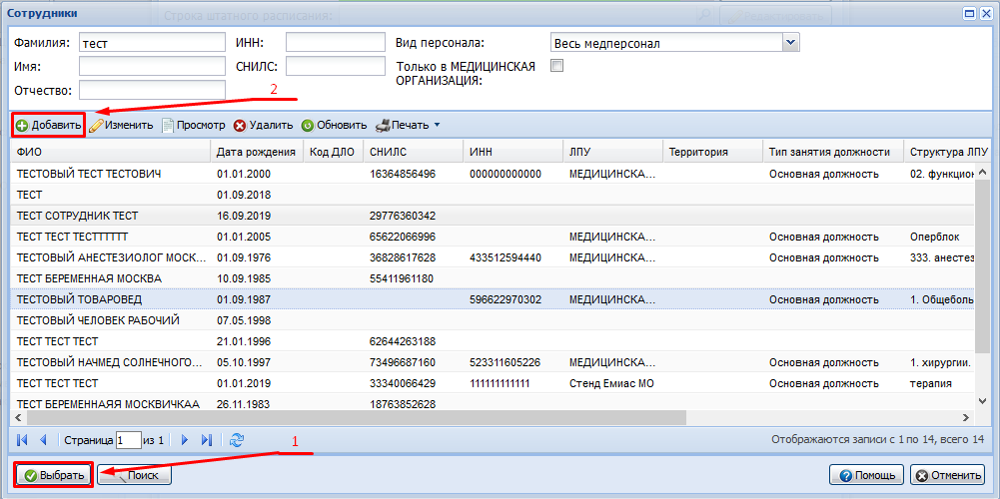 Строка штатного расписания: Редактировать
Сотрудники
Фамилия: тест ИНН: Вид персонала: Весь медперсонал
Имя: СНИЛС: Только в МЕДИЦИНСКАЯ
ОРГАНИЗАЦИЯ:
Отчество:
2
Добавить Изменить Просмотр Удалить Обновить Печать
ФИО Дата рождения Код ДЛО СНИЛС ИНН ЛПУ Территория Тип занятия должности Структура ЛПУ
ТЕСТОВЫЙ ТЕСТ ТЕСТОВИЧ 01.01.2000 16364856496 000000000000 МЕДИЦИНСКА... Основная должность 02. функцион
ТЕСТ 01.09.2018
ТЕСТ СОТРУДНИК ТЕСТ 16.09.2019 29776360342
ТЕСТ ТЕСТ ТЕСТТТТТТ 01.01.2005 65622066996 МЕДИЦИНСКА... Основная должность Оперблок
ТЕСТОВЫЙ АНЕСТЕЗИОЛОГ МОСК... 01.09.1976 36828617628 433512594440 МЕДИЦИНСКА... Основная должность 333. анестез
ТЕСТ БЕРЕМЕННАЯ МОСКВА 10.09.1985 55411961180
ТЕСТОВЫЙ ТОВАРОВЕД 01.09.1987 596622970302 МЕДИЦИНСКА... Основная должность 1. Общеболь
ТЕСТОВЫЙ ЧЕЛОВЕК РАБОЧИЙ 07.05.1998
ТЕСТ ТЕСТ ТЕСТ 21.01.1996 62644263188
ТЕСТОВЫЙ НАЧМЕД СОЛНЕЧНОГО... 05.10.1997 73496687160 523311605226 МЕДИЦИНСКА... Основная должность 1. хирургии.
ТЕСТ ТЕСТ ТЕСТ 01.01.2019 33340066429 111111111111 Стенд Емиас МО Основная должность терапия
ТЕСТ БЕРЕМЕННАЯЯ МОСКВИЧКАА 26.11.1983 18763852628
Страница 1 из 1 Отображаются записи с 1 по 14, всего 14
1
Выбрать Поиск Помощь Отменить